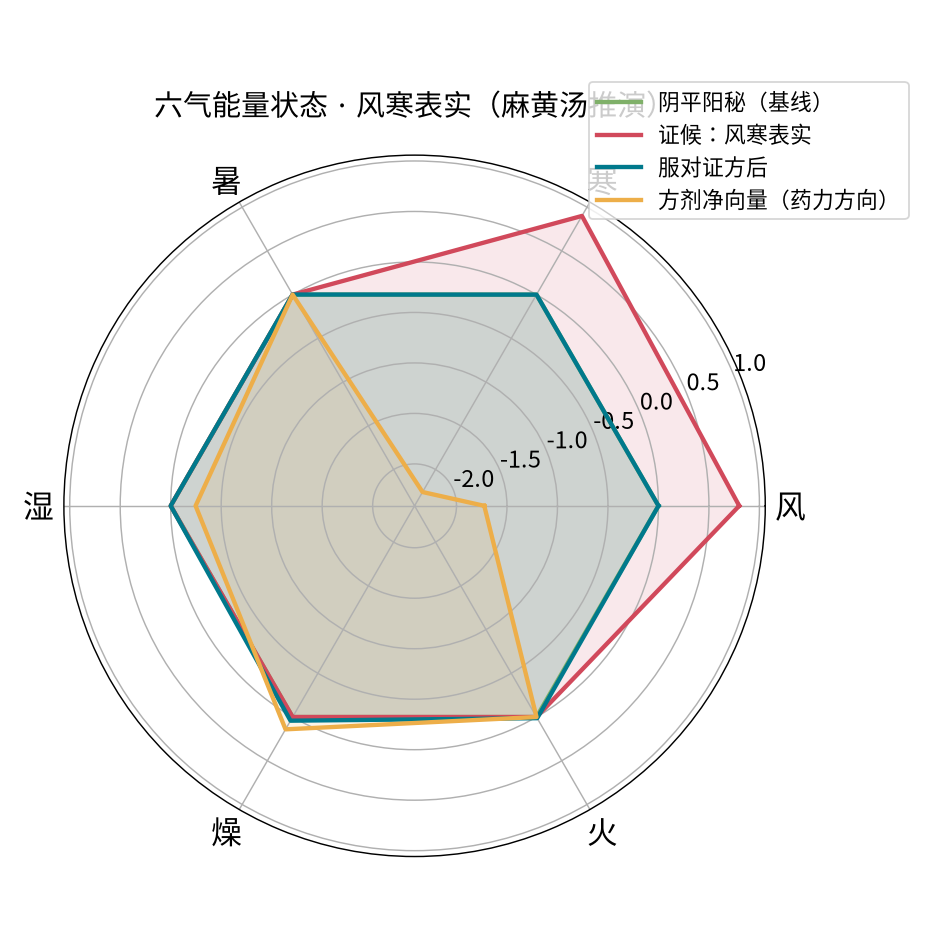 六气能量状态 · 风寒表实（麻黄汤推演）
阴平阳秘（基线）
证候：风寒表实
服对证方后
方剂净向量（药力方向）
暑
寒
1.0
0.5
0.0
-0.5
-1.0
-1.5
-2.0
湿
风
燥
火